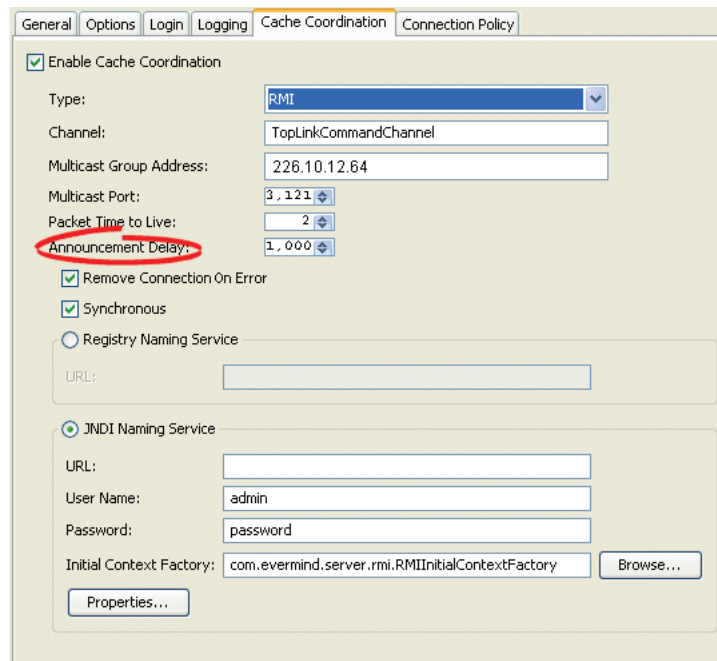 General Options Login Logging Cache Coordination Connection Policy
Enable Cache Coordination
Type: RMI
Channel: TopLinkCommandChannel
Multicast Group Address: 226.10.12.64
Multicast Port: 3,121
Packet Time to Live: 2
Announcement Delay: 1,000
Remove Connection On Error
Synchronous
Registry Naming Service
URL:
JNDI Naming Service
URL:
User Name: admin
Password: password
Initial Context Factory: com.evermind.server.rmi.RMIInitialContextFactory Browse...
Properties...